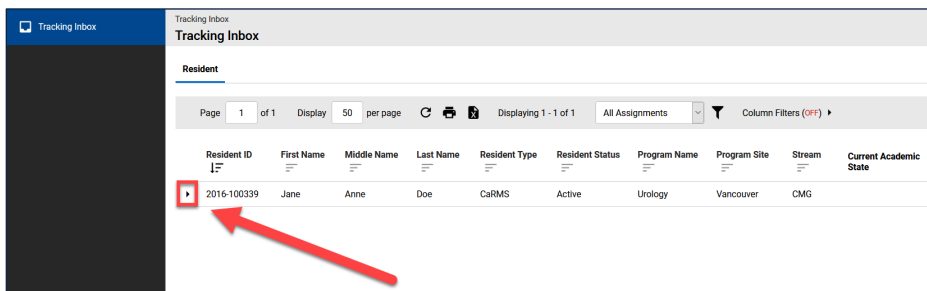 Tracking Inbox
Tracking Inbox
Tracking Inbox
Resident
Page 1 of 1 Display 50 per page Displaying 1 - 1 of 1 All Assignments Column Filters (OFF)
Resident ID First Name Middle Name Last Name Resident Type Resident Status Program Name Program Site Stream Current Academic
State
2016-100339 Jane Anne Doe CaRMS Active Urology Vancouver CMG